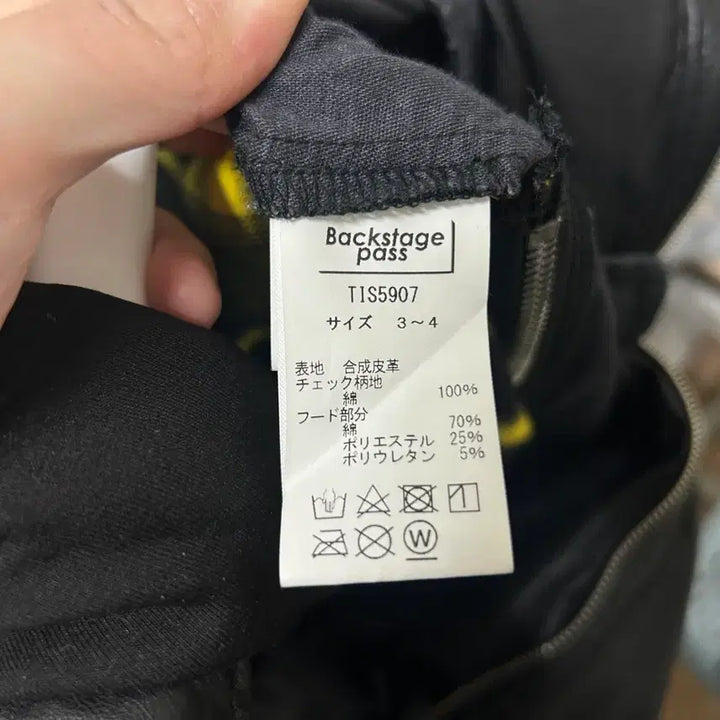 Backstage
pass
TIS5907
サイズ 3～4
表地 合成皮革
チェック柄地
綿 100%
フード部分
綿 70%
ポリエステル 25%
ポリウレタン 5%
W